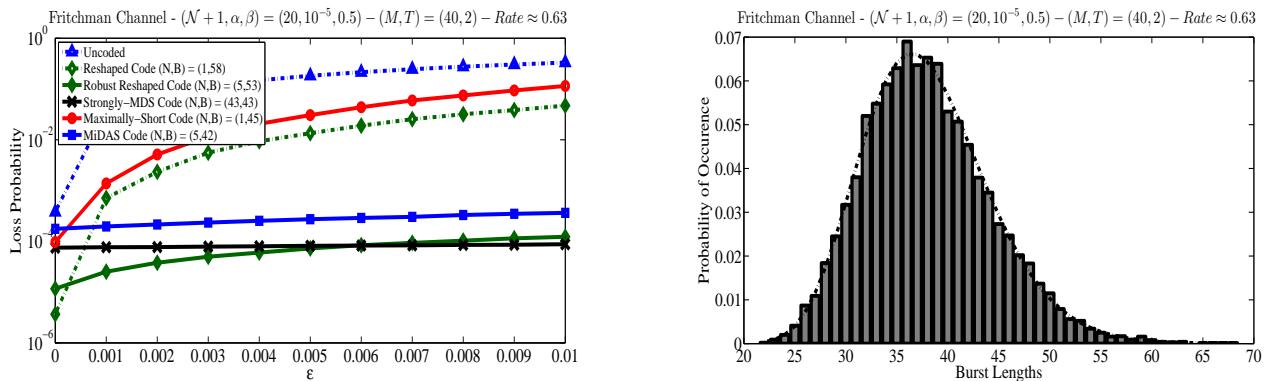 Fritchman Channel - (𝒩 + 1, α, β) = (20, 10⁻⁵, 0.5) − (M, T) = (40, 2) − Rate ≈ 0.63
10⁰
10⁻²
10⁻⁴
10⁻⁶
Loss Probability
Uncoded
Reshaped Code (N,B) = (1,58)
Robust Reshaped Code (N,B) = (5,53)
Strongly−MDS Code (N,B) = (43,43)
Maximally−Short Code (N,B) = (1,45)
MiDAS Code (N,B) = (5,42)
0 0.001 0.002 0.003 0.004 0.005 0.006 0.007 0.008 0.009 0.01
ε
Fritchman Channel - (𝒩 + 1, α, β) = (20, 10⁻⁵, 0.5) − (M, T) = (40, 2) − Rate ≈ 0.63
0.07
0.06
0.05
0.04
0.03
0.02
0.01
0
Probability of Occurence
20 25 30 35 40 45 50 55 60 65 70
Burst Lengths